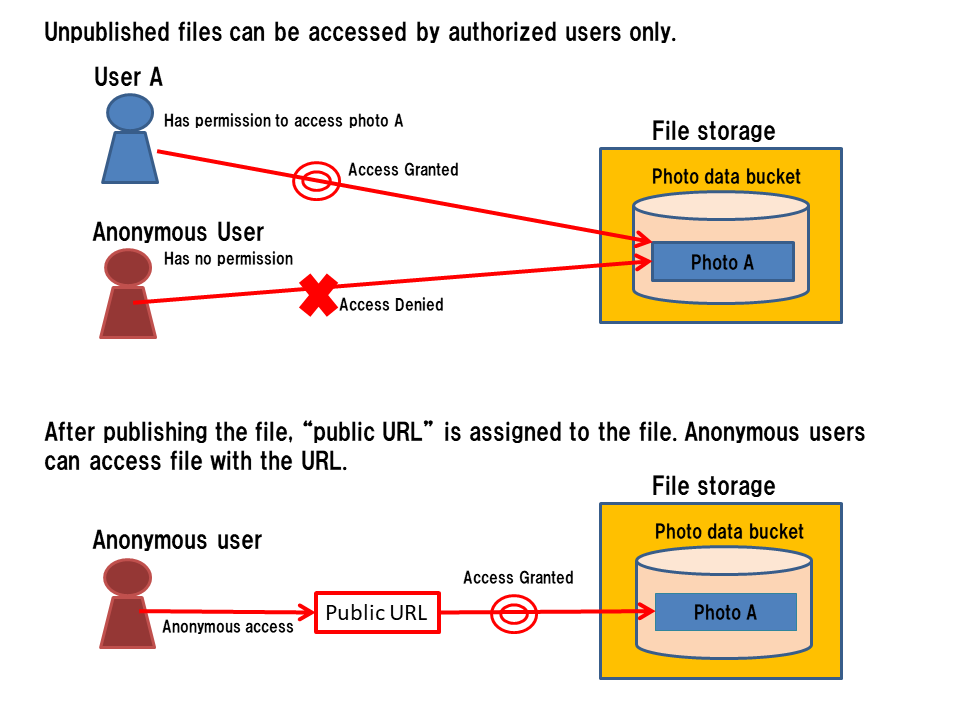 Unpublished files can be accessed by authorized users only.
User A
Has permission to access photo A
File storage
Access Granted
Photo data bucket
Anonymous User
Has no permission
Photo A
Access Denied
After publishing the file, “public URL” is assigned to the file. Anonymous users
can access file with the URL.
File storage
Photo data bucket
Anonymous user
Access Granted
Public URL
Photo A
Anonymous access